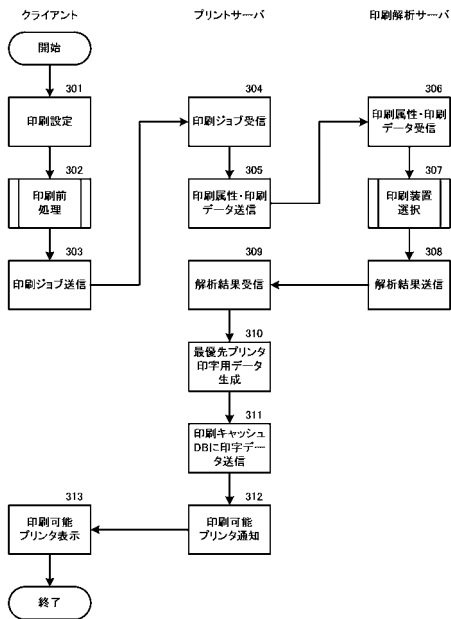 クライアント
プリントサーバ
印刷解析サーバ
開始
301
印刷設定
302
印刷前
処理
303
印刷ジョブ送信
304
印刷ジョブ受信
305
印刷属性・印刷
データ送信
306
印刷属性・印刷
データ受信
307
印刷装置
選択
308
解析結果送信
309
解析結果受信
310
最優先プリンタ
印字用データ
生成
311
印刷キャッシュ
DBに印字デー
タ送信
312
印刷可能
プリンタ通知
313
印刷可能
プリンタ表示
終了